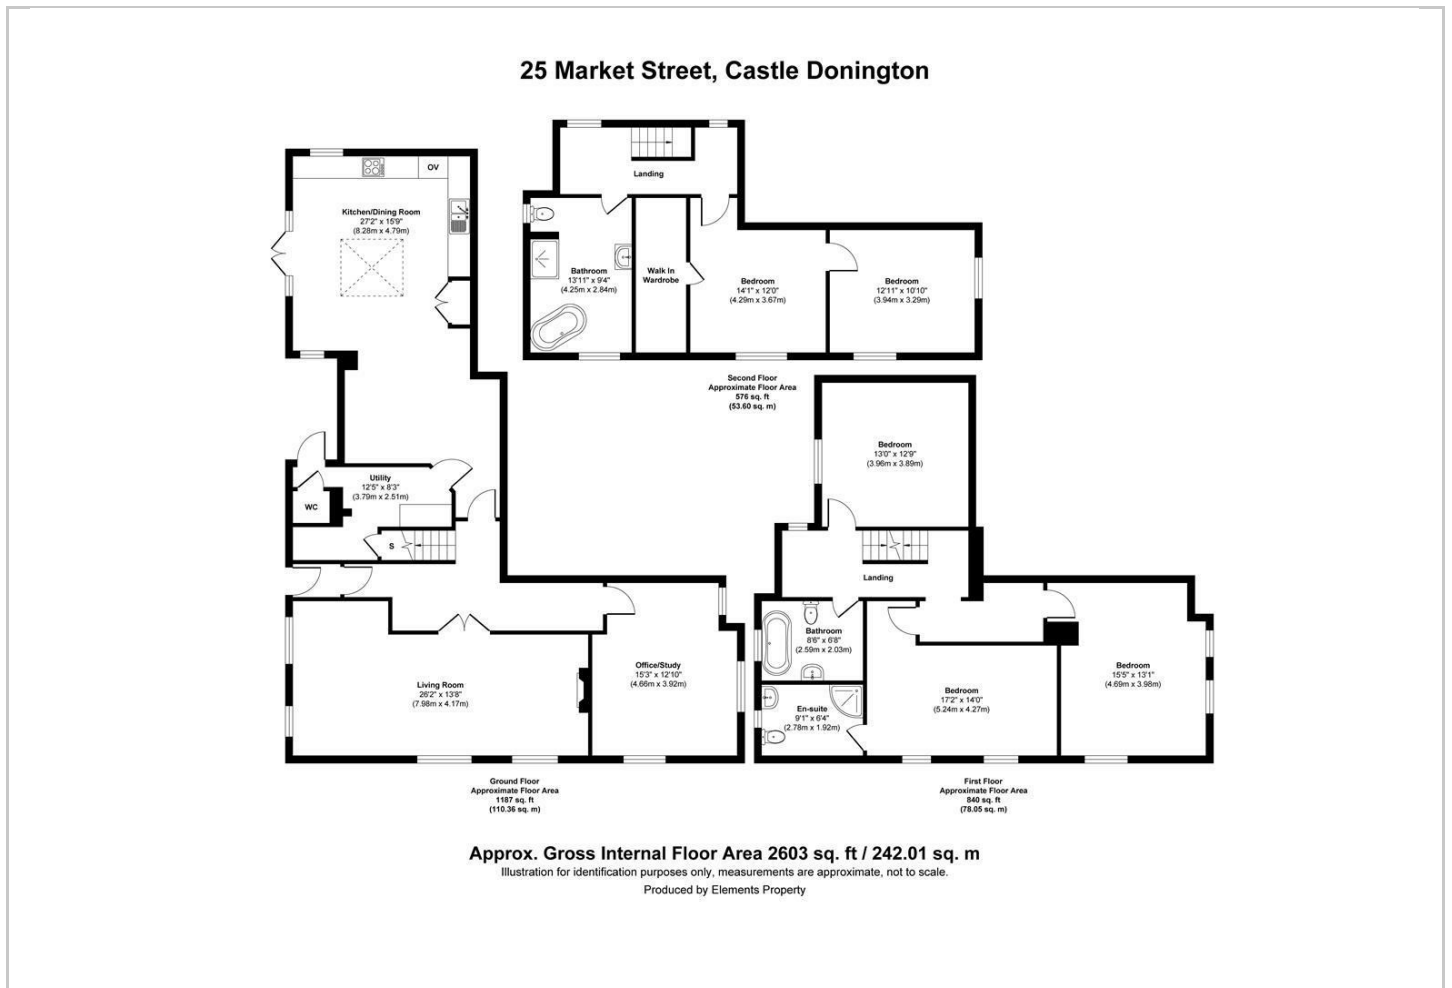 25 Market Street, Castle Donington
Landing
OV
Kitchen/Dining Room
27'2" x 15'9"
(8.28m x 4.79m)
Bathroom
13'11" x 9'4"
(4.25m x 2.84m)
Walk In
Wardrobe
Bedroom
14'1" x 12'0"
(4.29m x 3.67m)
Bedroom
12'11" x 10'10"
(3.94m x 3.29m)
Second Floor
Approximate Floor Area
576 sq. ft
(53.60 sq. m)
Bedroom
13'0" x 12'9"
(3.96m x 3.89m)
Utility
12'5" x 8'3"
(3.79m x 2.51m)
WC
S
Landing
Bathroom
8'6" x 6'8"
(2.59m x 2.03m)
Office/Study
15'3" x 12'10"
(4.66m x 3.92m)
Living Room
26'2" x 13'8"
(7.98m x 4.17m)
Bedroom
15'5" x 13'1"
(4.69m x 3.98m)
Bedroom
17'2" x 14'0"
(5.24m x 4.27m)
En-suite
9'1" x 6'4"
(2.78m x 1.92m)
Ground Floor
Approximate Floor Area
1187 sq. ft
(110.36 sq. m)
First Floor
Approximate Floor Area
840 sq. ft
(78.05 sq. m)
Approx. Gross Internal Floor Area 2603 sq. ft / 242.01 sq. m
Illustration for identification purposes only, measurements are approximate, not to scale.
Produced by Elements Property